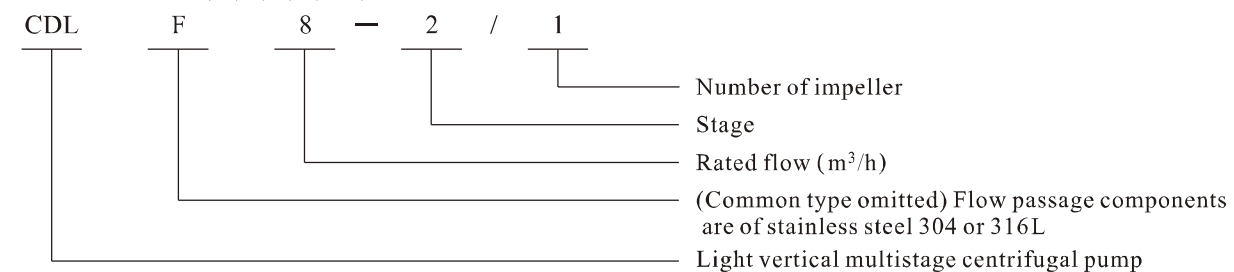 CDL F 8 — 2 / 1
Number of impeller
Stage
Rated flow (m³/h)
(Common type omitted) Flow passage components
are of stainless steel 304 or 316L
Light vertical multistage centrifugal pump